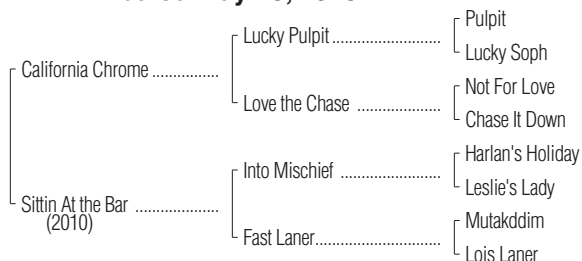 Pulpit
Lucky Pulpit
Lucky Soph
California Chrome
Not For Love
Love the Chase
Chase It Down
Harlan's Holiday
Into Mischief
Leslie's Lady
Sittin At the Bar
(2010)
Mutakddim
Fast Laner
Lois Laner